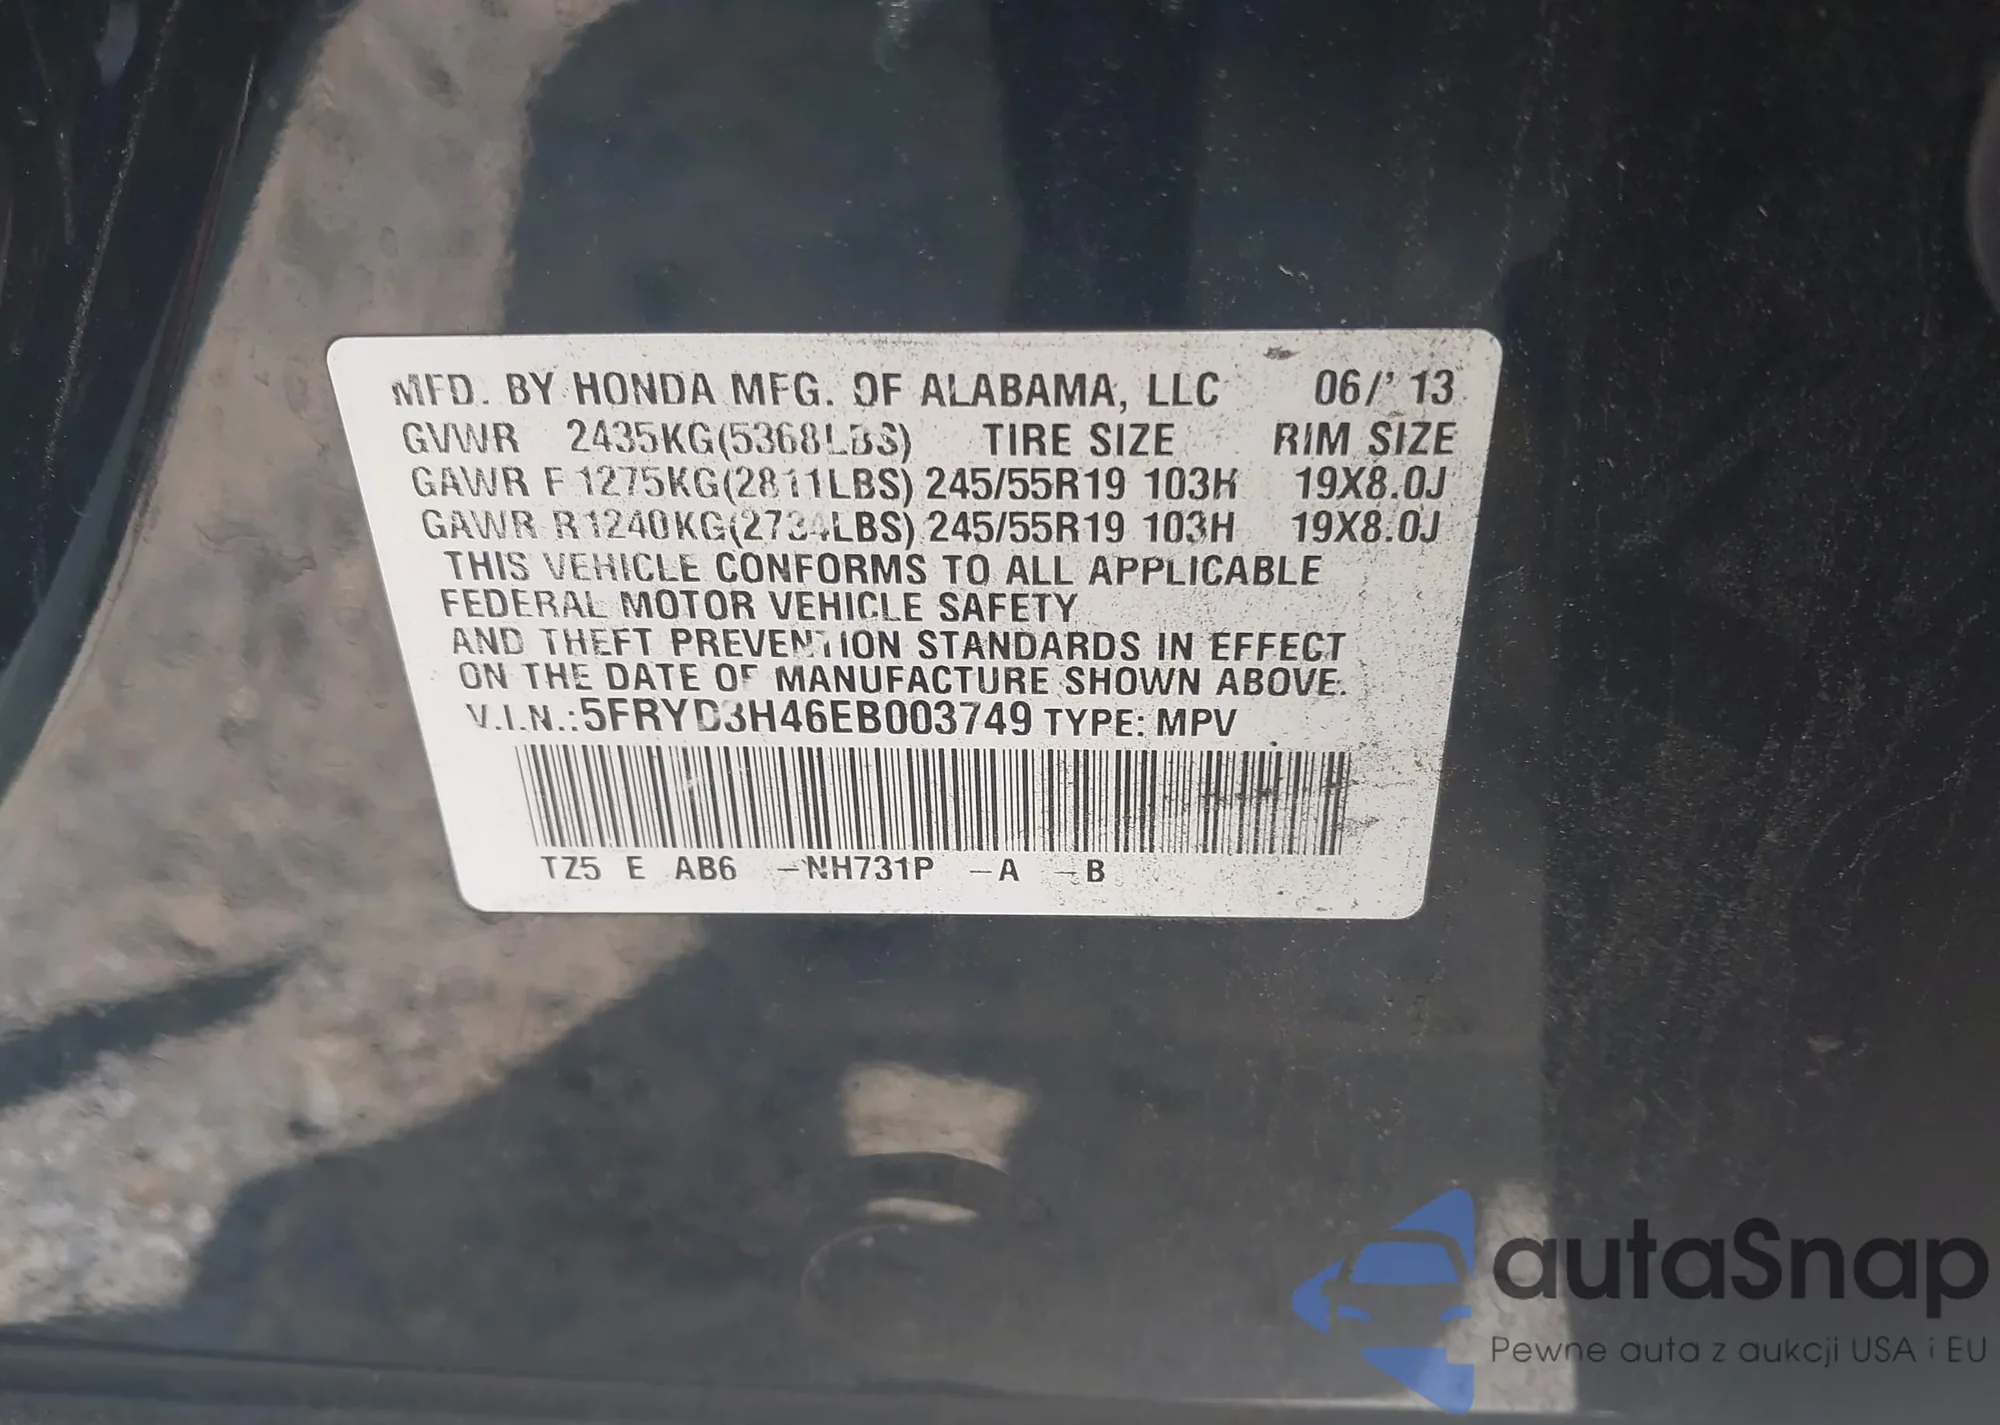 MFD. BY HONDA MFG. OF ALABAMA, LLC 06/' 13
GVWR 2435KG(5368LBS) TIRE SIZE RIM SIZE
GAWR F 1275KG(2811LBS) 245/55R19 103H 19X8.0J
GAWR R 1240KG(2734LBS) 245/55R19 103H 19X8.0J
THIS VEHICLE CONFORMS TO ALL APPLICABLE
FEDERAL MOTOR VEHICLE SAFETY
AND THEFT PREVENTION STANDARDS IN EFFECT
ON THE DATE OF MANUFACTURE SHOWN ABOVE.
V.I.N.:5FRYD3H46EB003749 TYPE: MPV
TZ5 E AB6 -NH731P -A -B
autaSnap
Pewne auta z aukcji USA i EU